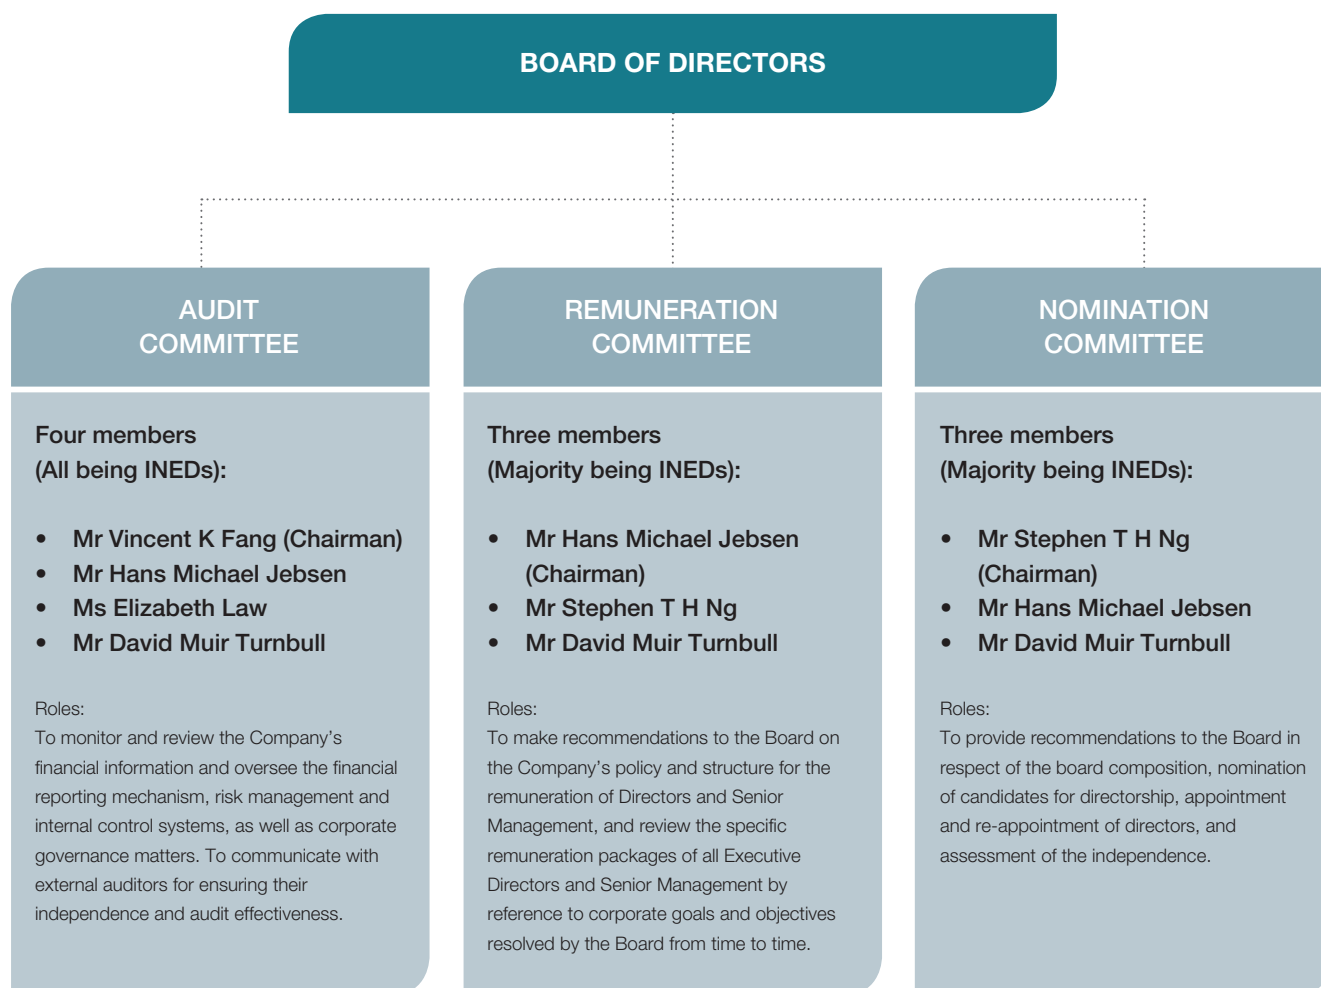 BOARD OF DIRECTORS
AUDIT
COMMITTEE
Four members
(All being INEDs):
• Mr Vincent K Fang (Chairman)
• Mr Hans Michael Jebsen
• Ms Elizabeth Law
• Mr David Muir Turnbull
Roles:
To monitor and review the Company's
financial information and oversee the financial
reporting mechanism, risk management and
internal control systems, as well as corporate
governance matters. To communicate with
external auditors for ensuring their
independence and audit effectiveness.
REMUNERATION
COMMITTEE
Three members
(Majority being INEDs):
• Mr Hans Michael Jebsen
(Chairman)
• Mr Stephen T H Ng
• Mr David Muir Turnbull
Roles:
To make recommendations to the Board on
the Company's policy and structure for the
remuneration of Directors and Senior
Management, and review the specific
remuneration packages of all Executive
Directors and Senior Management by
reference to corporate goals and objectives
resolved by the Board from time to time.
NOMINATION
COMMITTEE
Three members
(Majority being INEDs):
• Mr Stephen T H Ng
(Chairman)
• Mr Hans Michael Jebsen
• Mr David Muir Turnbull
Roles:
To provide recommendations to the Board in
respect of the board composition, nomination
of candidates for directorship, appointment
and re-appointment of directors, and
assessment of the independence.